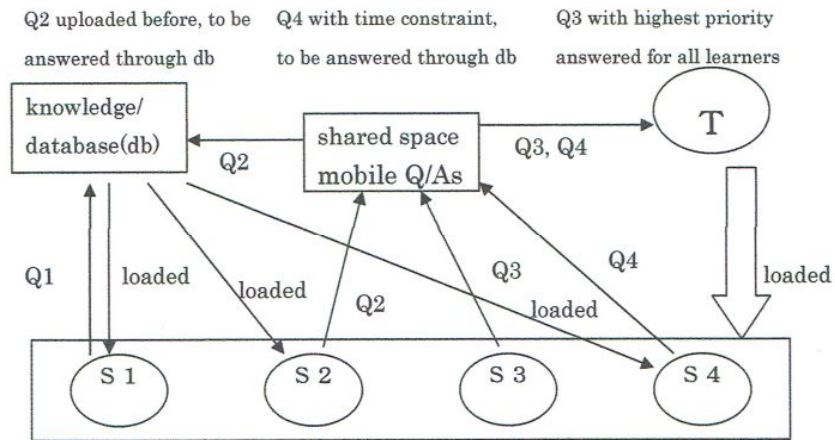 Q2 uploaded before, to be
answered through db
Q4 with time constraint,
to be answered through db
Q3 with highest priority
answered for all learners
knowledge/
database(db)
shared space
mobile Q/As
T
Q2
Q3, Q4
Q1
loaded
loaded
Q2
Q3
loaded
Q4
loaded
S 1
S 2
S 3
S 4